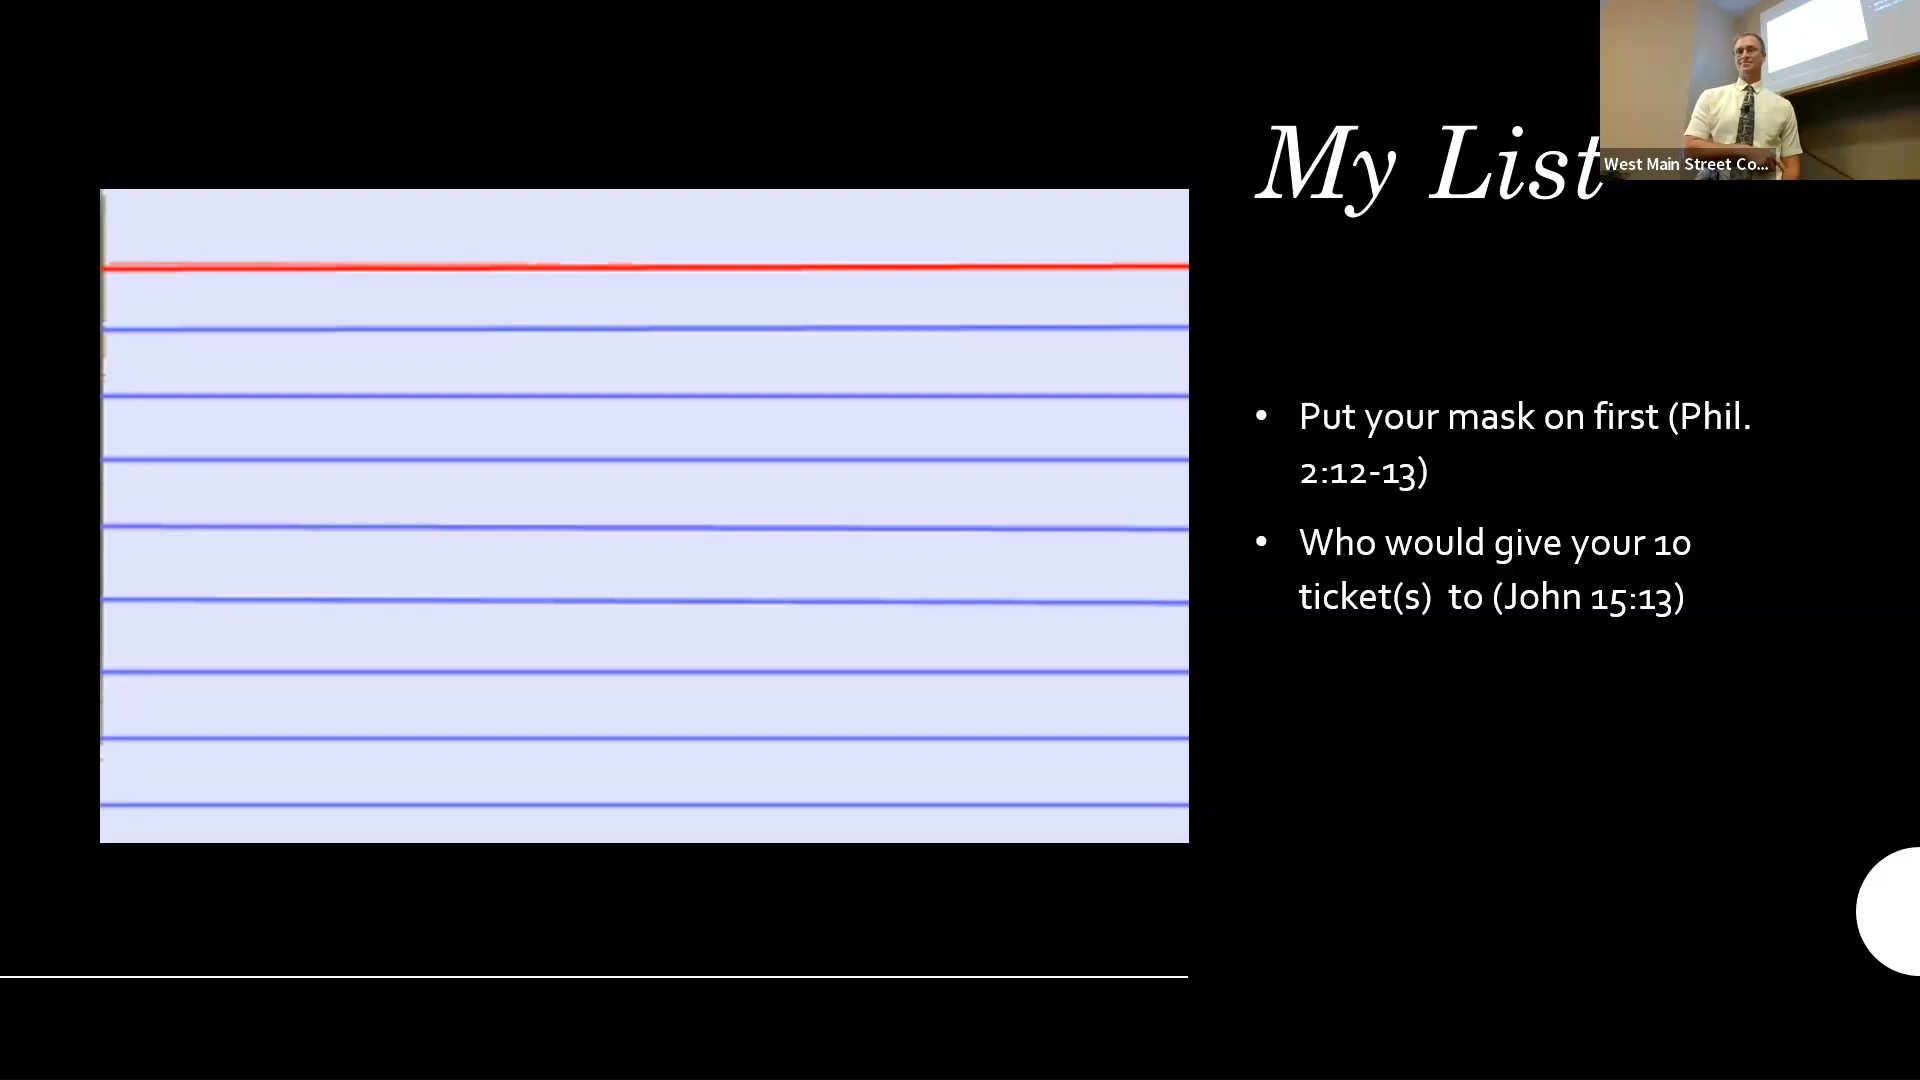 My List
West Main Street Co...
• Put your mask on first (Phil.
2:12-13)
• Who would give your 10
ticket(s) to (John 15:13)